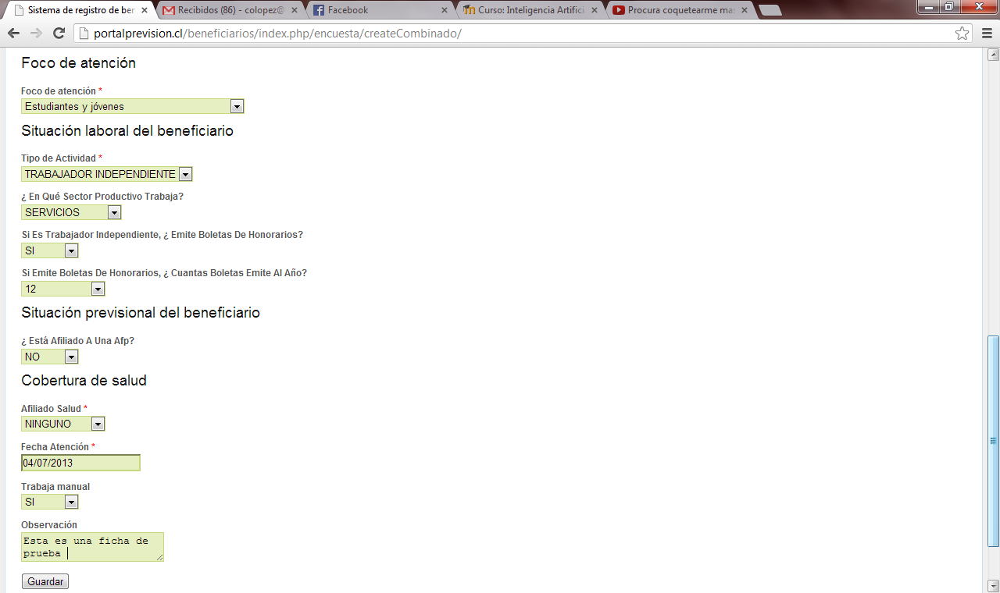 Sistema de registro de ber
Recibidos (86) - colopez@
Facebook
Curso: Inteligencia Artifici
Procura coquetearme mas
portalprevision.cl/beneficiarios/index.php/encuesta/createCombinado/
Foco de atención
Foco de atención *
Estudiantes y jóvenes
Situación laboral del beneficiario
Tipo de Actividad *
TRABAJADOR INDEPENDIENTE
¿ En Qué Sector Productivo Trabaja?
SERVICIOS
Si Es Trabajador Independiente, ¿ Emite Boletas De Honorarios?
SI
Si Emite Boletas De Honorarios, ¿ Cuantas Boletas Emite Al Año?
12
Situación previsional del beneficiario
¿ Está Afiliado A Una Afp?
NO
Cobertura de salud
Afiliado Salud *
NINGUNO
Fecha Atención *
04/07/2013
Trabaja manual
SI
Observación
Esta es una ficha de
prueba
Guardar